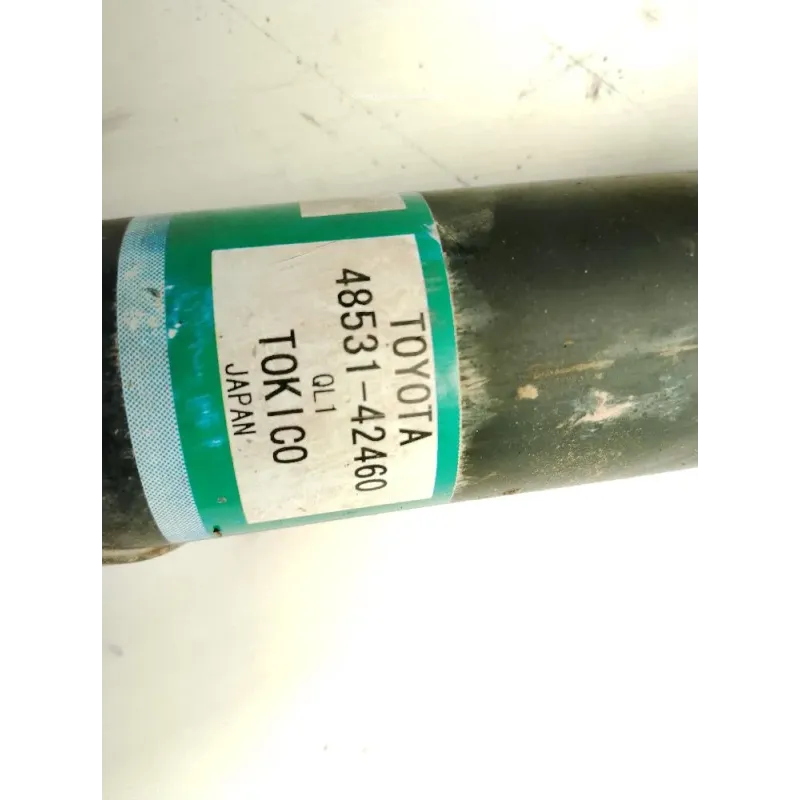 TOYOTA
48531-42460
QL1
TOKICO
JAPAN